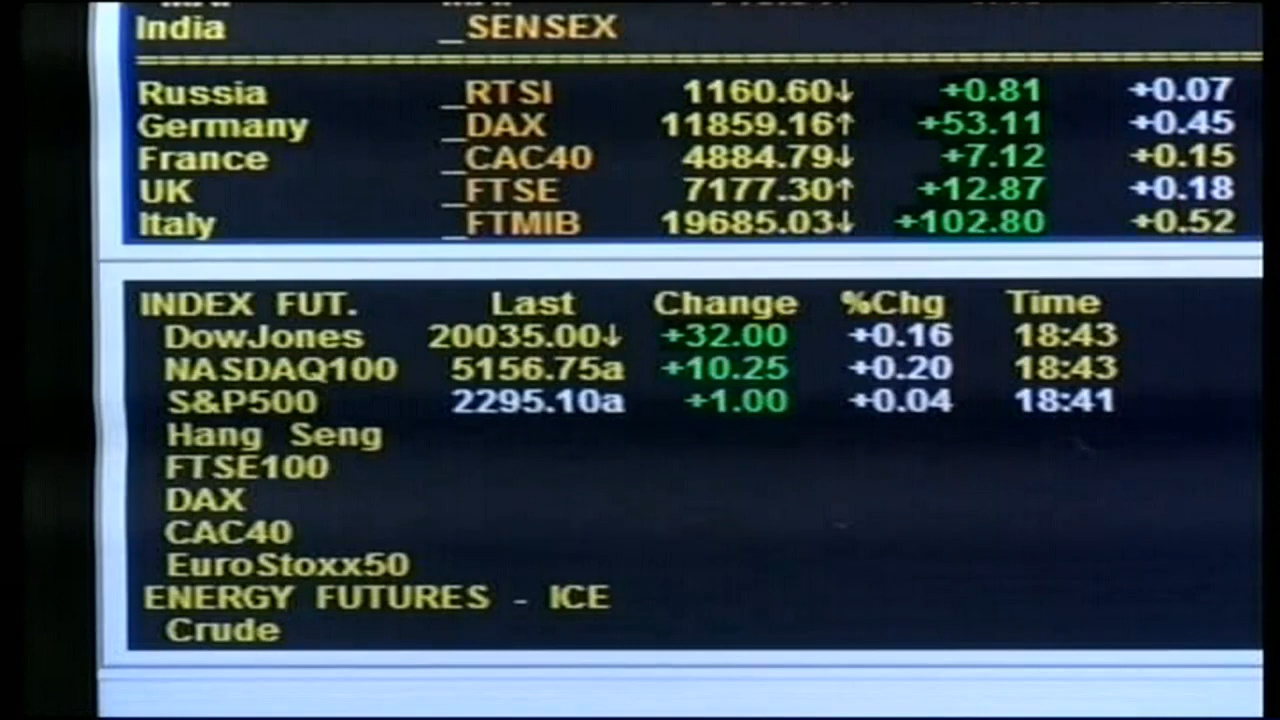 India _SENSEX
Russia _RTSI 1160.60↓ +0.81 +0.07
Germany _DAX 11859.16↑ +53.11 +0.45
France _CAC40 4884.79↓ +7.12 +0.15
UK _FTSE 7177.30↑ +12.87 +0.18
Italy _FTMIB 19685.03↓ +102.80 +0.52
INDEX FUT. Last Change %Chg Time
DowJones 20035.00↓ +32.00 +0.16 18:43
NASDAQ100 5156.75a +10.25 +0.20 18:43
S&P500 2295.10a +1.00 +0.04 18:41
Hang Seng
FTSE100
DAX
CAC40
EuroStoxx50
ENERGY FUTURES - ICE
Crude